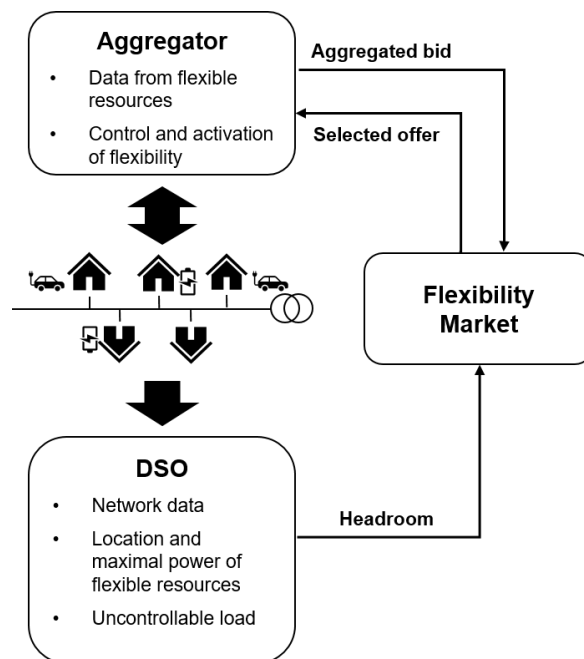 Aggregator
• Data from flexible
resources
• Control and activation
of flexibility
Aggregated bid
Selected offer
Flexibility
Market
DSO
• Network data
• Location and
maximal power of
flexible resources
• Uncontrollable load
Headroom